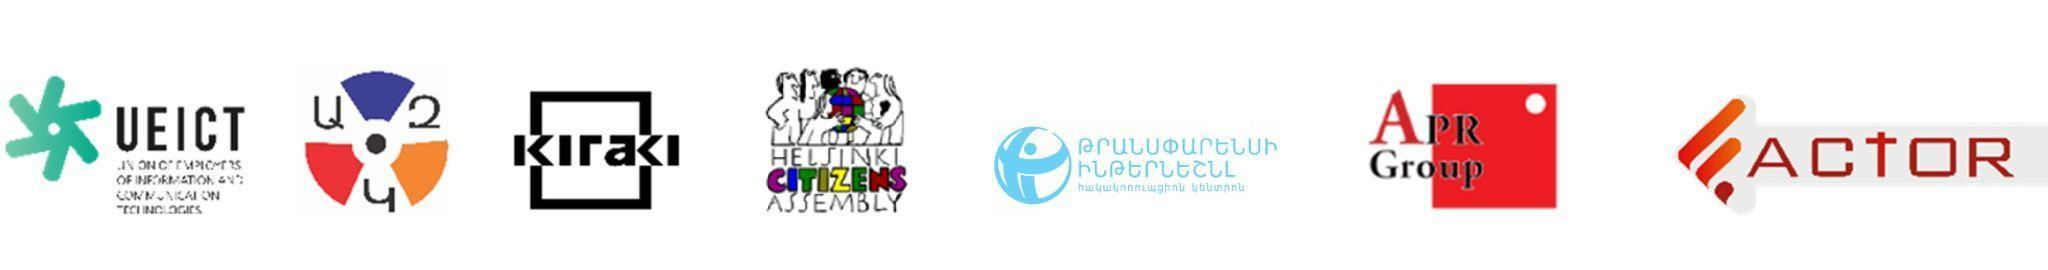 UEICT
UNION OF EMPLOYERS
OF INFORMATION AND
COMMUNICATION
TECHNOLOGIES
Ա Զ
Կ
kiraki
HELSINKI
CITIZENS
ASSEMBLY
ԹՐԱՆՍՓԱՐԵՆՍԻ
ԻՆԹԵՐՆԵՇՆԼ
հակակոռուպցիոն կենտրոն
APR
Group
FACTOR